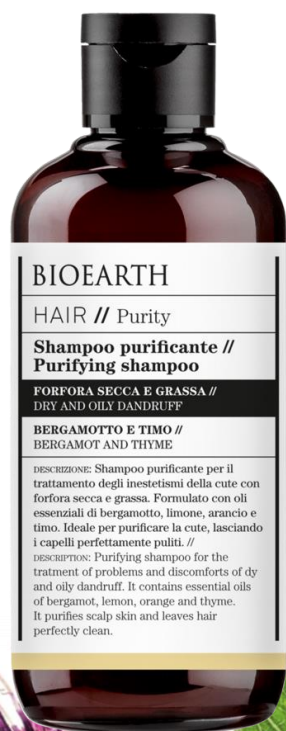 BIOEARTH
HAIR // Purity
Shampoo purificante //
Purifying shampoo
FORFORA SECCA E GRASSA //
DRY AND OILY DANDRUFF
BERGAMOTTO E TIMO //
BERGAMOT AND THYME
DESCRIZIONE: Shampoo purificante per il
trattamento degli inestetismi della cute con
forfora secca e grassa. Formulato con oli
essenziali di bergamotto, limone, arancio e
timo. Ideale per purificare la cute, lasciando
i capelli perfettamente puliti. //
DESCRIPTION: Purifying shampoo for the
tratment of problems and discomforts of dy
and oily dandruff. It contains essential oils
of bergamot, lemon, orange and thyme.
It purifies scalp skin and leaves hair
perfectly clean.